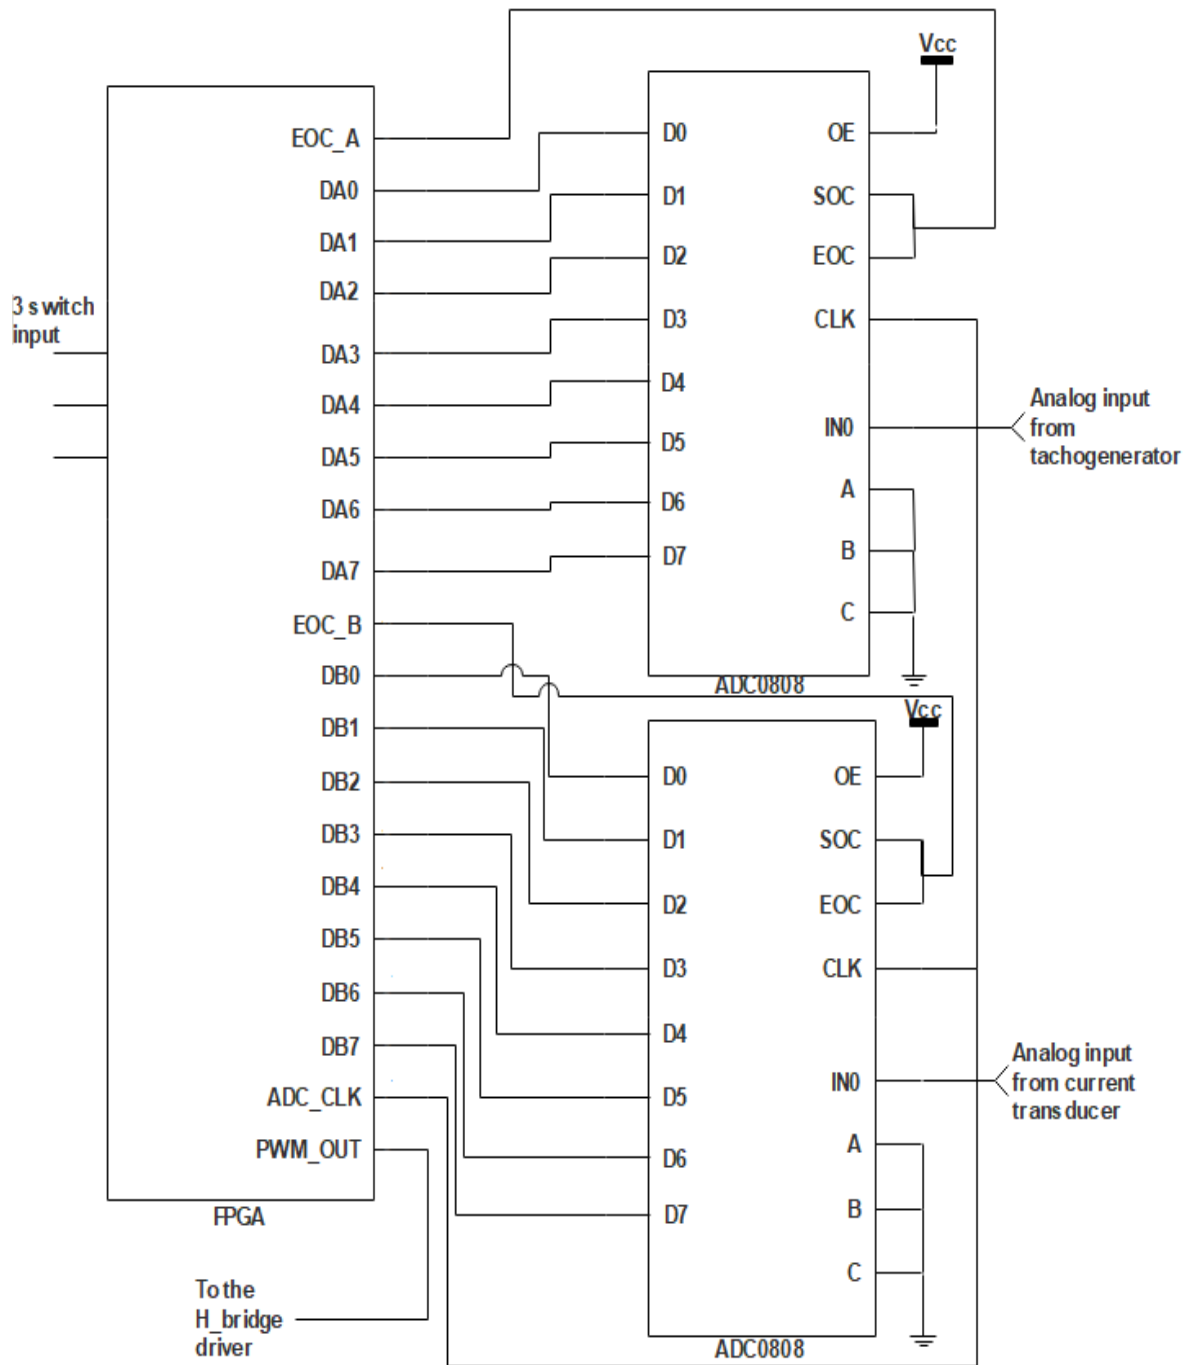 Vcc
EOC_A
DA0
DA1
DA2
DA3
DA4
DA5
DA6
DA7
EOC_B
DB0
DB1
DB2
DB3
DB4
DB5
DB6
DB7
ADC_CLK
PWM_OUT
FPGA
3 switch
input
To the
H_bridge
driver
D0
D1
D2
D3
D4
D5
D6
D7
OE
SOC
EOC
CLK
IN0
A
B
C
ADC0808
Analog input
from
tachogenerator
Vcc
D0
D1
D2
D3
D4
D5
D6
D7
OE
SOC
EOC
CLK
IN0
A
B
C
ADC0808
Analog input
from current
transducer